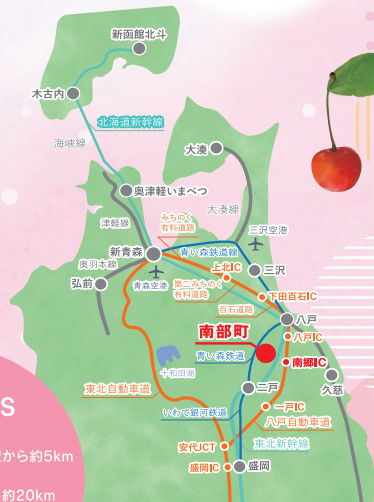 新函館北斗
木古内
北海道新幹線
海峡線
大湊
奥津軽いまべつ
大湊線
津軽線
みちのく
有料道路
三沢空港
新青森
青い森鉄道線
奥羽本線
上北IC
三沢
弘前
青森空港
第二みちのく
有料道路
下田百石IC
百石道路
八戸
南部町
八戸IC
青い森鉄道
南郷IC
十和田湖
久慈
二戸
東北自動車道
一戸IC
いわて銀河鉄道
八戸自動車道
S
安代JCT
東北新幹線
から約5km
盛岡IC
盛岡
約20km